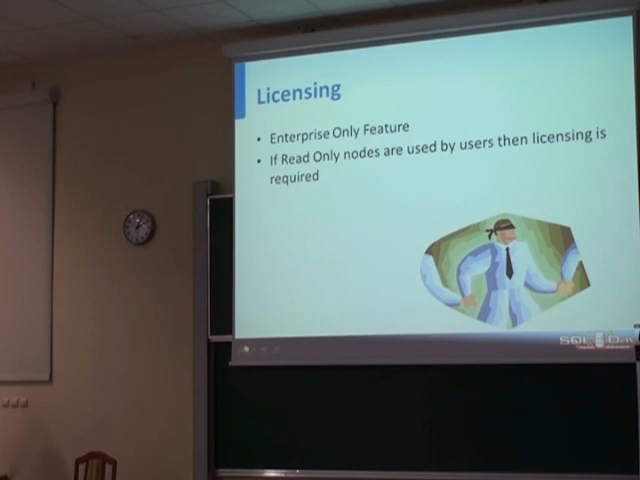 Licensing
• Enterprise Only Feature
• If Read Only nodes are used by users then licensing is
required
SQL